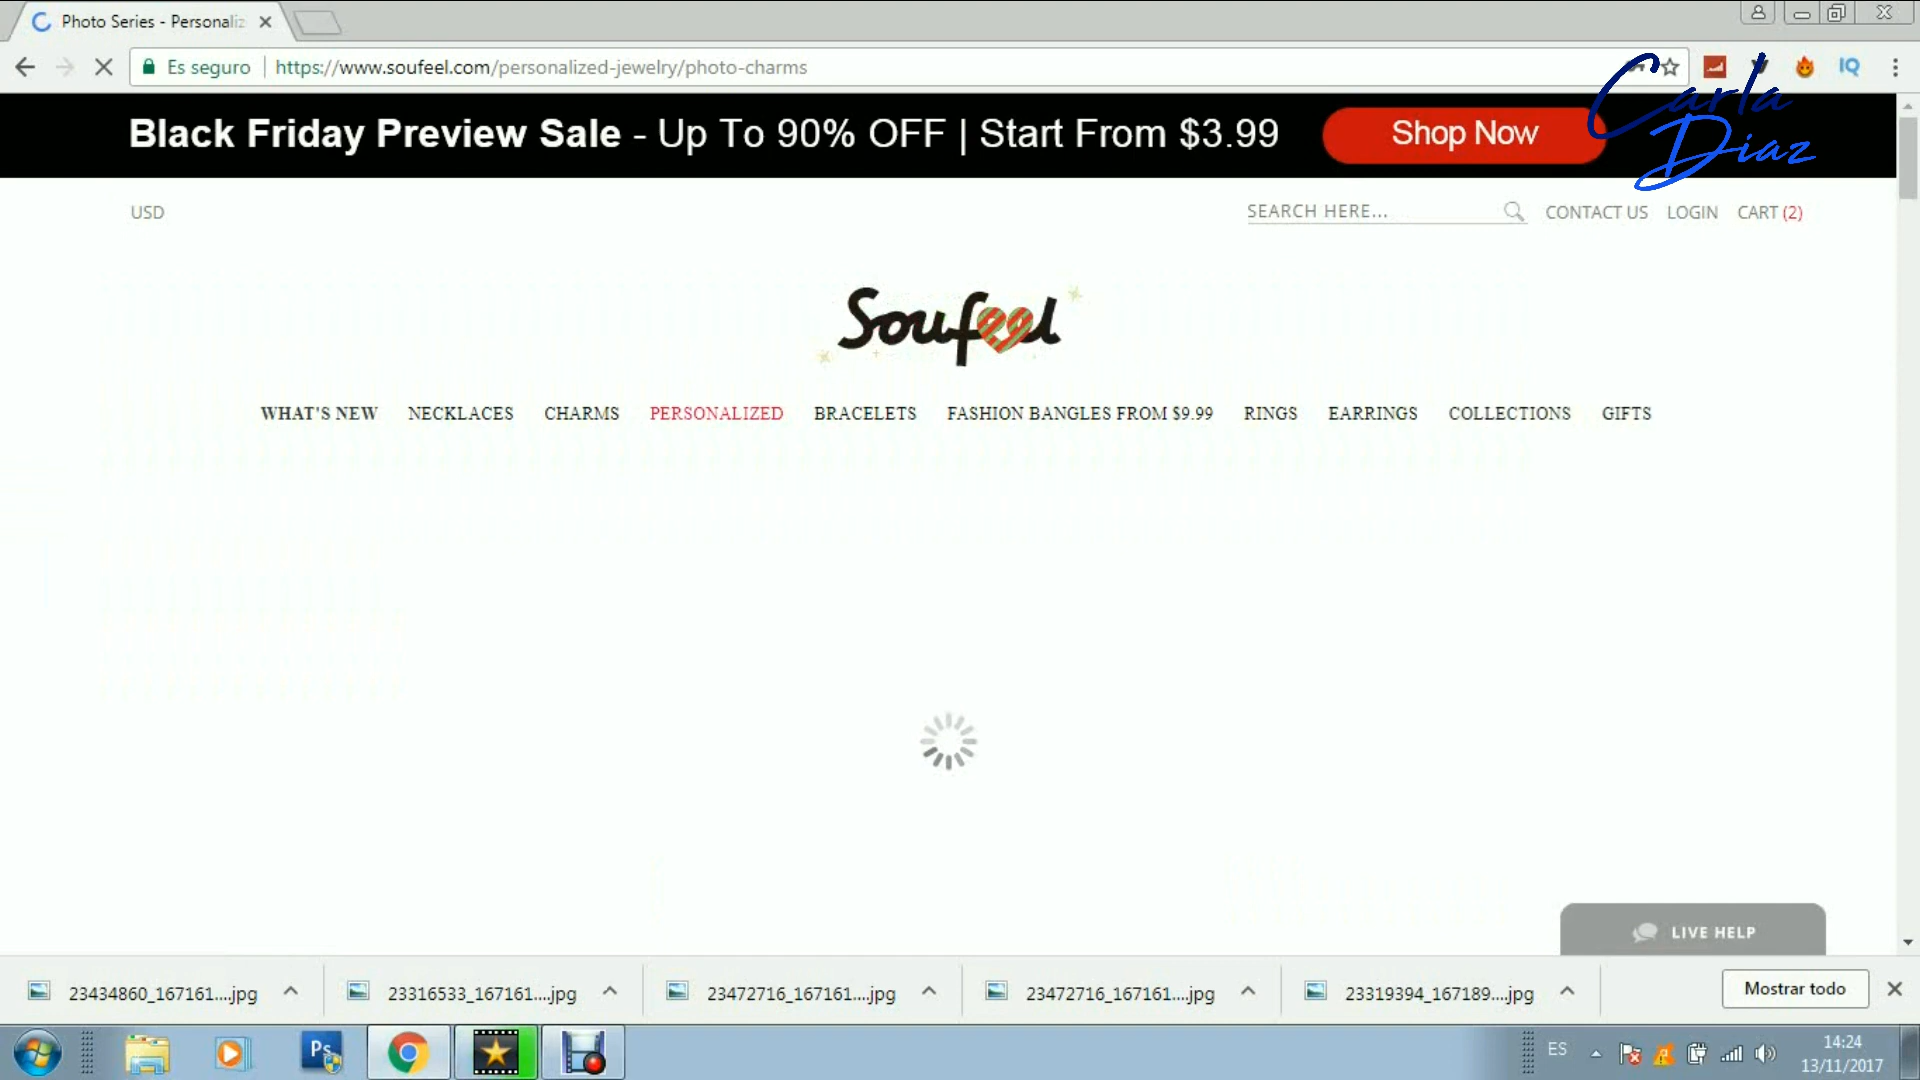 Photo Series - Personaliz
Es seguro
https://www.soufeel.com/personalized-jewelry/photo-charms
IQ
Carla
Diaz
Black Friday Preview Sale - Up To 90% OFF | Start From $3.99
Shop Now
USD
SEARCH HERE...
CONTACT US
LOGIN
CART (2)
Soufeel
WHAT'S NEW
NECKLACES
CHARMS
PERSONALIZED
BRACELETS
FASHION BANGLES FROM $9.99
RINGS
EARRINGS
COLLECTIONS
GIFTS
LIVE HELP
23434860_167161....jpg
23316533_167161....jpg
23472716_167161....jpg
23472716_167161....jpg
23319394_167189....jpg
Mostrar todo
Ps
ES
14:24
13/11/2017